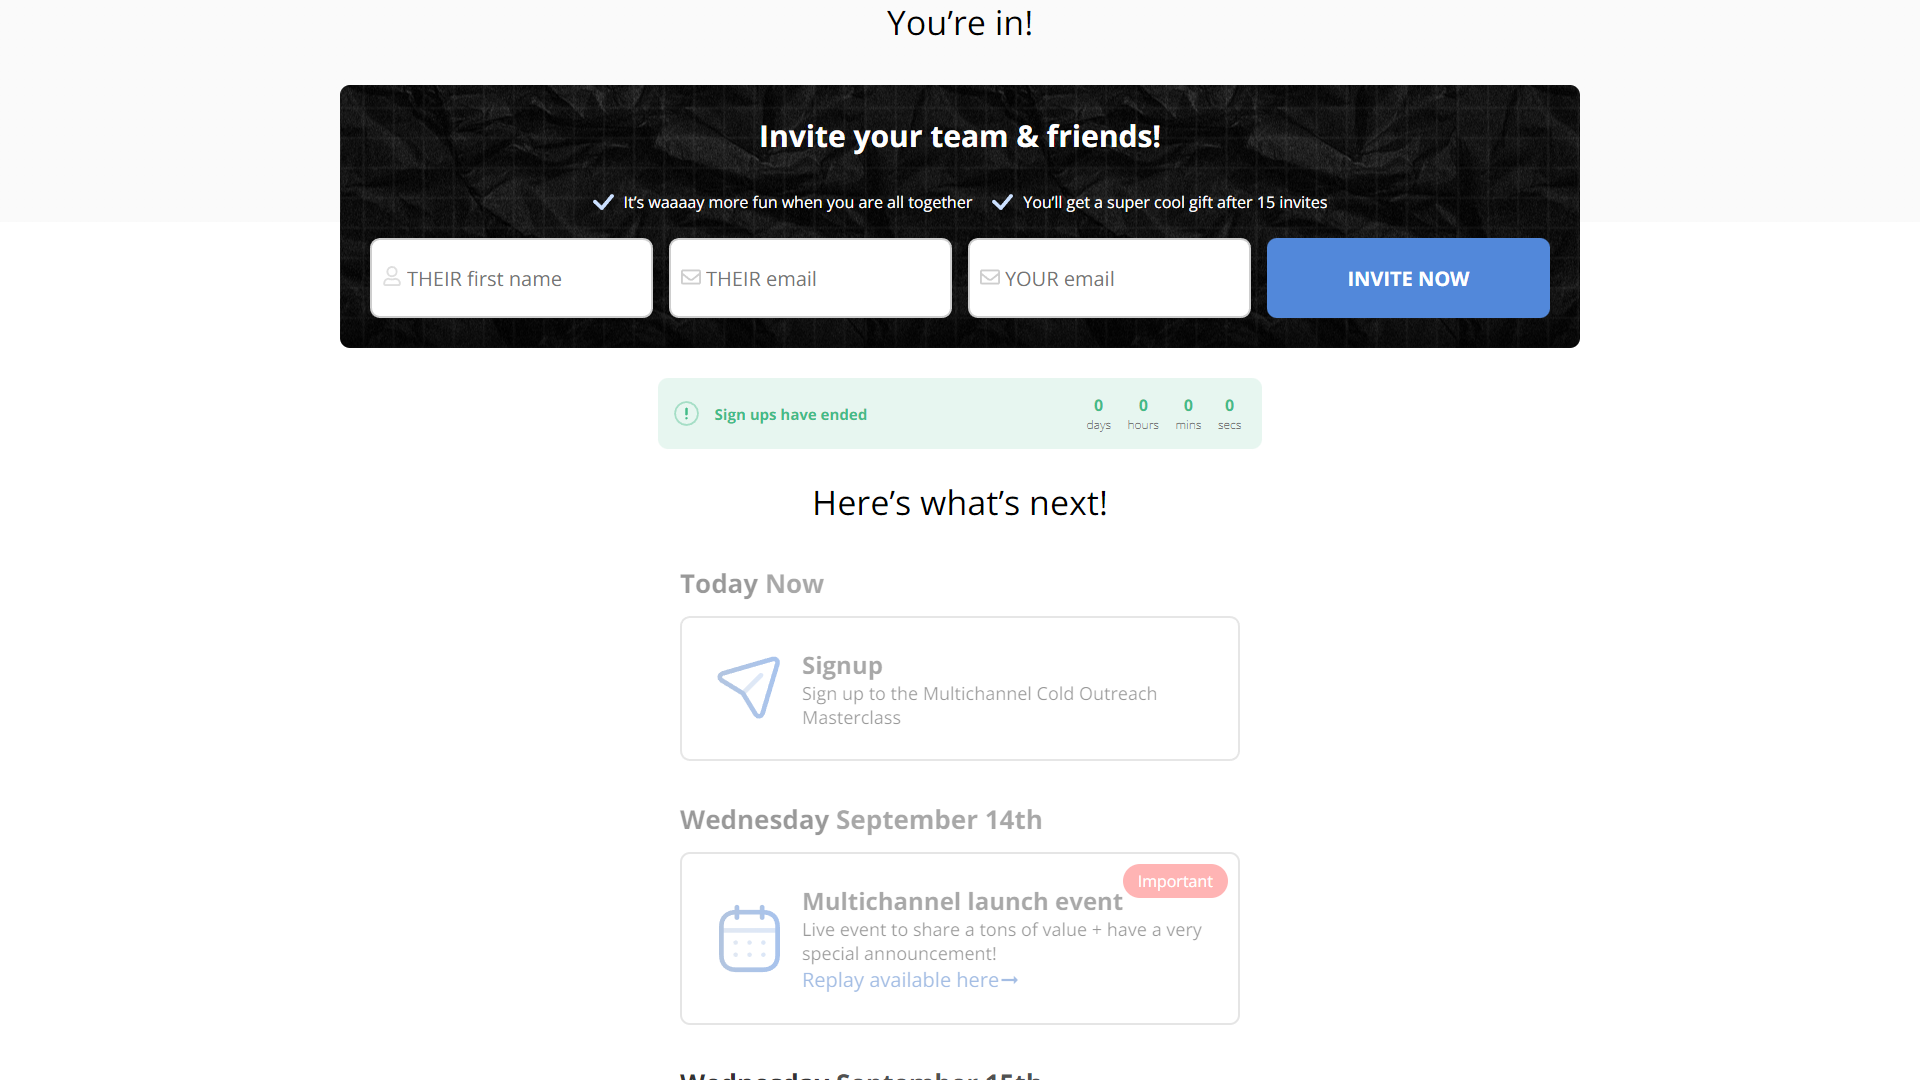 You’re in!
Invite your team & friends!
It’s waaaay more fun when you are all together
You’ll get a super cool gift after 15 invites
THEIR first name
THEIR email
YOUR email
INVITE NOW
Sign ups have ended
0 days
0 hours
0 mins
0 secs
Here’s what’s next!
Today Now
Signup
Sign up to the Multichannel Cold Outreach
Masterclass
Wednesday September 14th
Important
Multichannel launch event
Live event to share a tons of value + have a very
special announcement!
Replay available here→
Wednesday September 15th